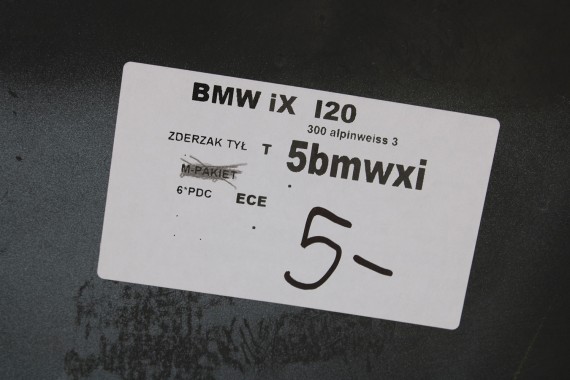 BMW iX I20
300 alpinweiss 3
ZDERZAK TYŁ T 5bmwxi
M-PAKIET
6*PDC ECE
5-